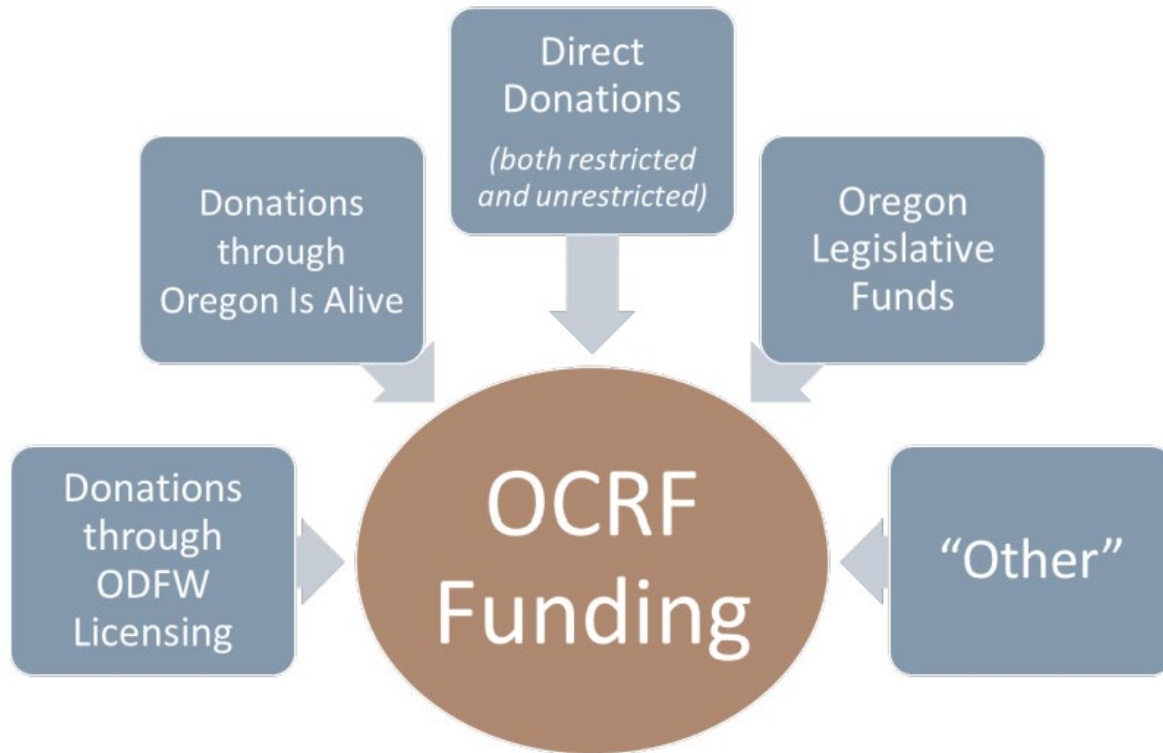 Direct
Donations
(both restricted
and unrestricted)
Donations
through
Oregon Is Alive
Oregon
Legislative
Funds
Donations
through
ODFW
Licensing
OCRF
Funding
“Other”